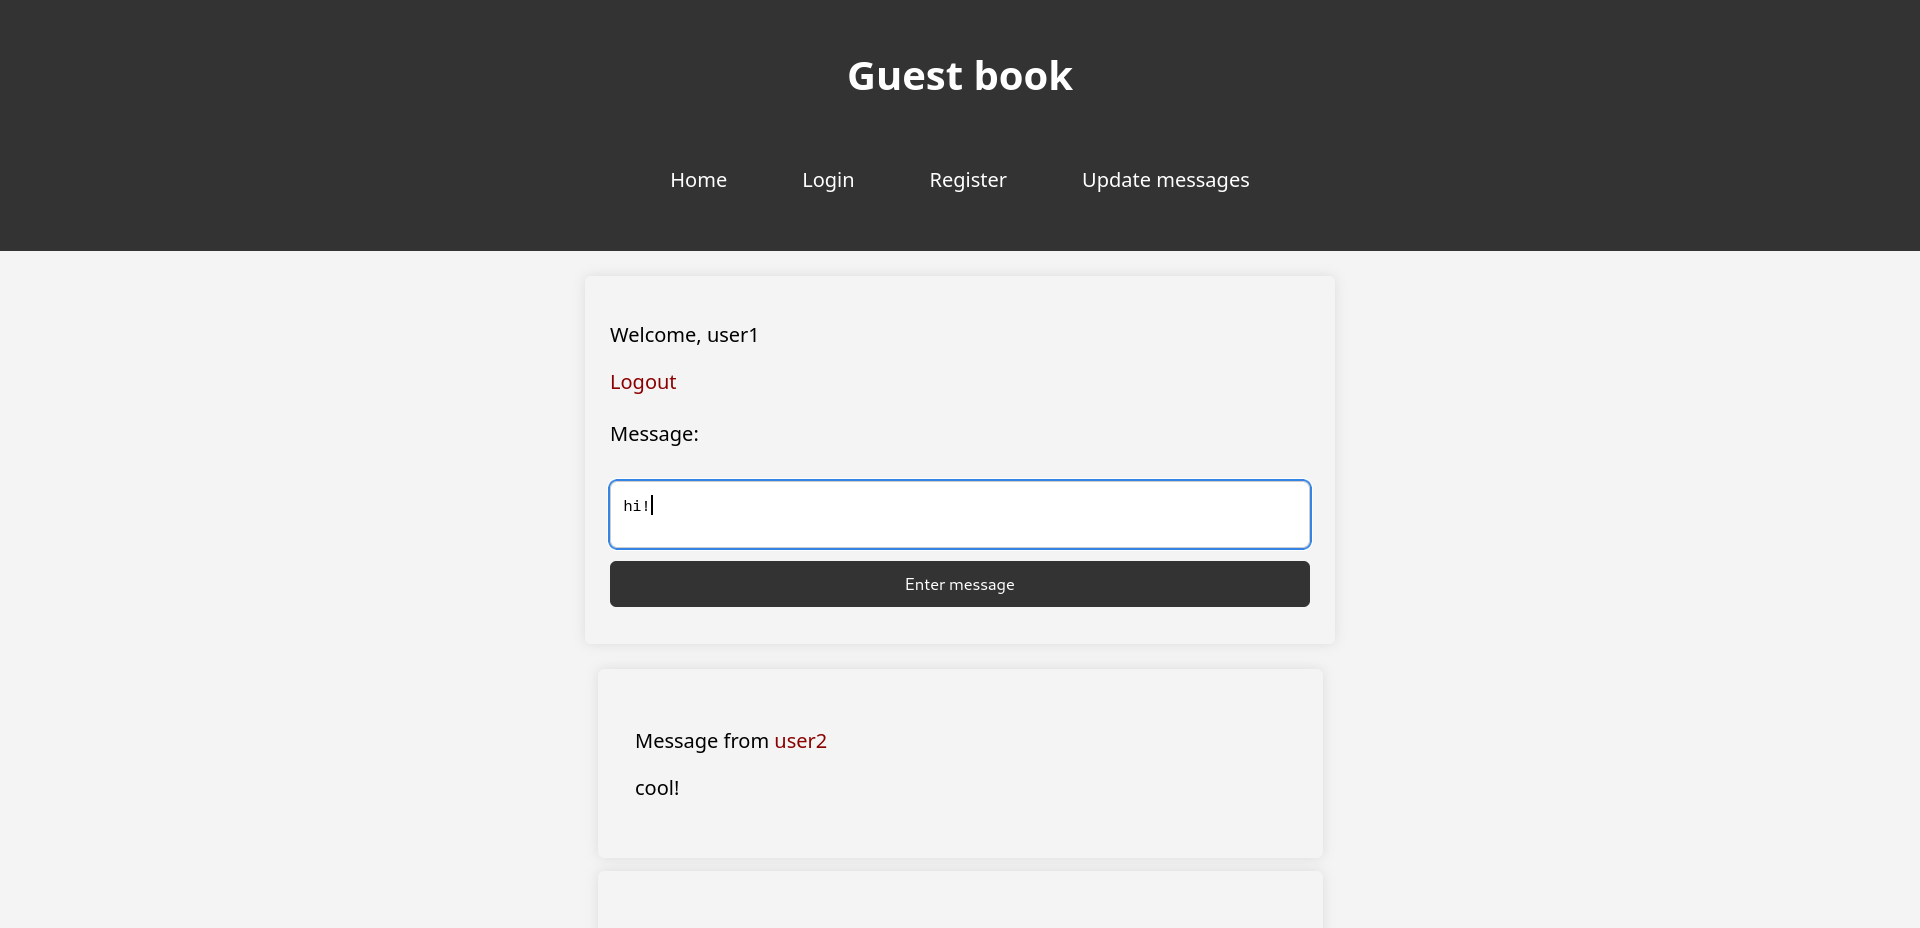 Guest book
Home Login Register Update messages
Welcome, user1
Logout
Message:
hi!
Enter message
Message from user2
cool!